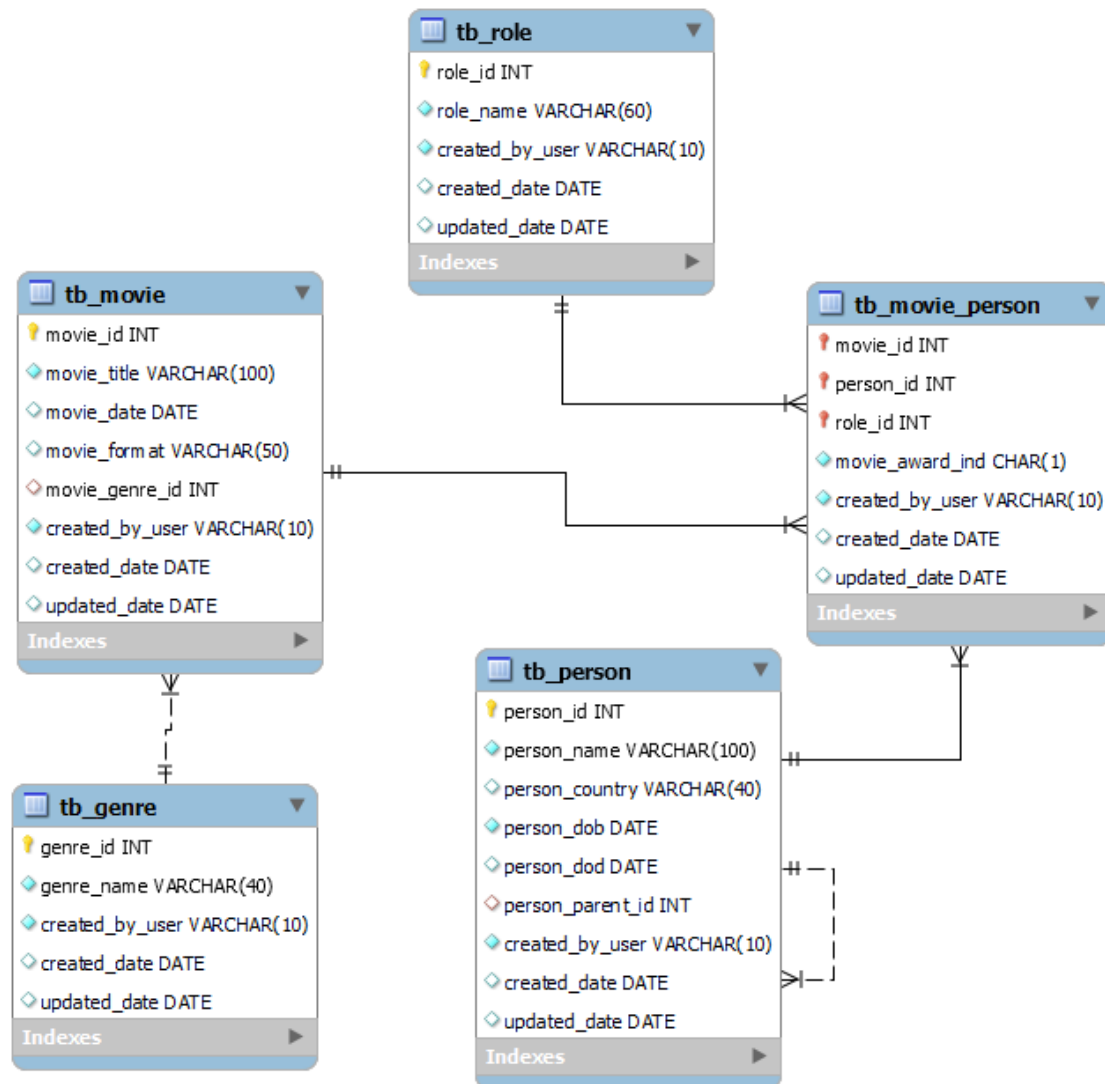 tb_role
role_id INT
role_name VARCHAR(60)
created_by_user VARCHAR(10)
created_date DATE
updated_date DATE
Indexes
tb_movie
movie_id INT
movie_title VARCHAR(100)
movie_date DATE
movie_format VARCHAR(50)
movie_genre_id INT
created_by_user VARCHAR(10)
created_date DATE
updated_date DATE
Indexes
tb_movie_person
movie_id INT
person_id INT
role_id INT
movie_award_ind CHAR(1)
created_by_user VARCHAR(10)
created_date DATE
updated_date DATE
Indexes
tb_genre
genre_id INT
genre_name VARCHAR(40)
created_by_user VARCHAR(10)
created_date DATE
updated_date DATE
Indexes
tb_person
person_id INT
person_name VARCHAR(100)
person_country VARCHAR(40)
person_dob DATE
person_dod DATE
person_parent_id INT
created_by_user VARCHAR(10)
created_date DATE
updated_date DATE
Indexes